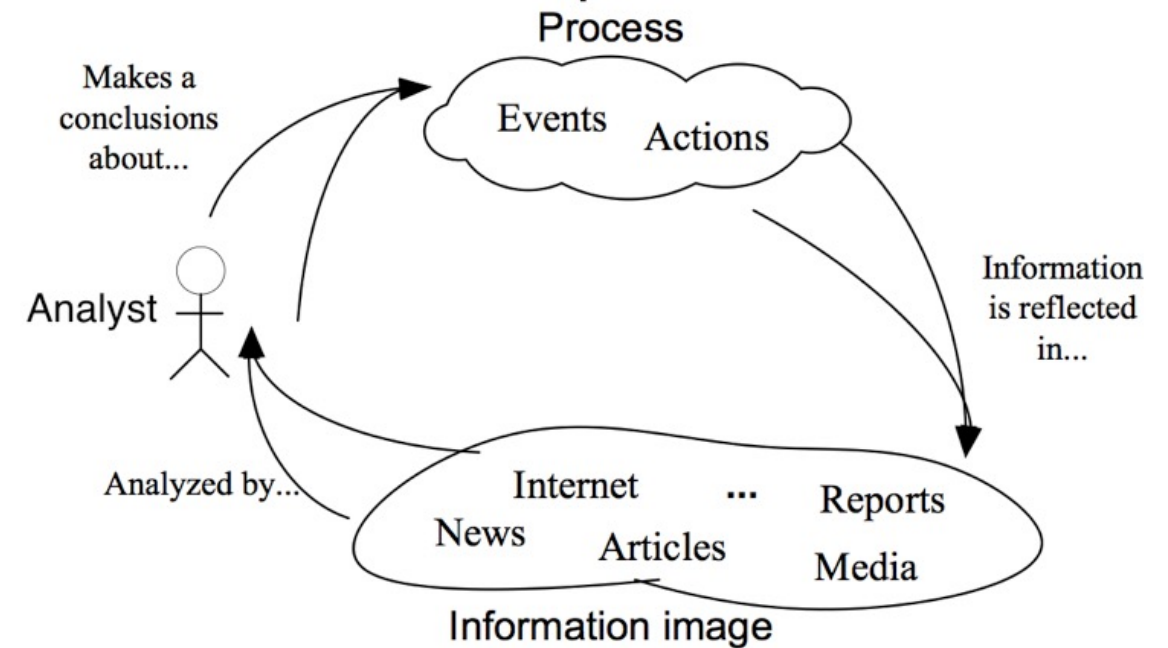 Process
Makes a
conclusions
about...
Events
Actions
Information
is reflected
in...
Analyst
Analyzed by...
Internet ... Reports
News
Articles
Media
Information image